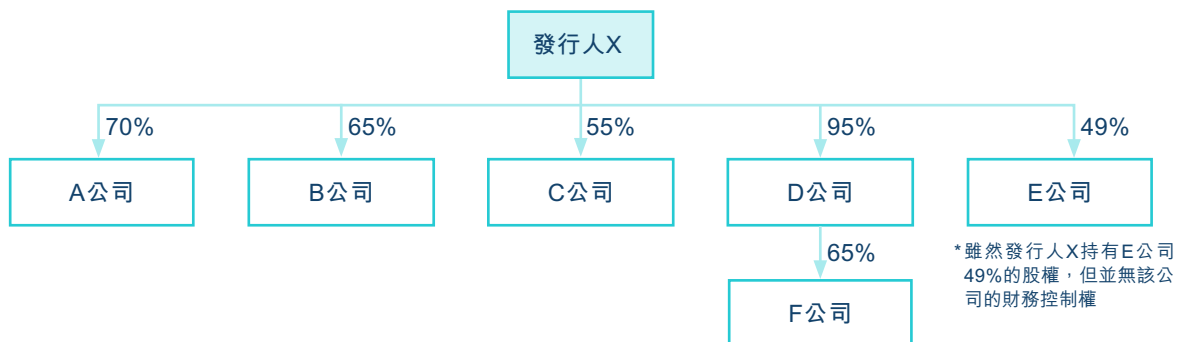 發行人X
70%
65%
55%
95%
49%
A公司
B公司
C公司
D公司
E公司
65%
*雖然發行人X持有E公司
49%的股權，但並無該公
司的財務控制權
F公司